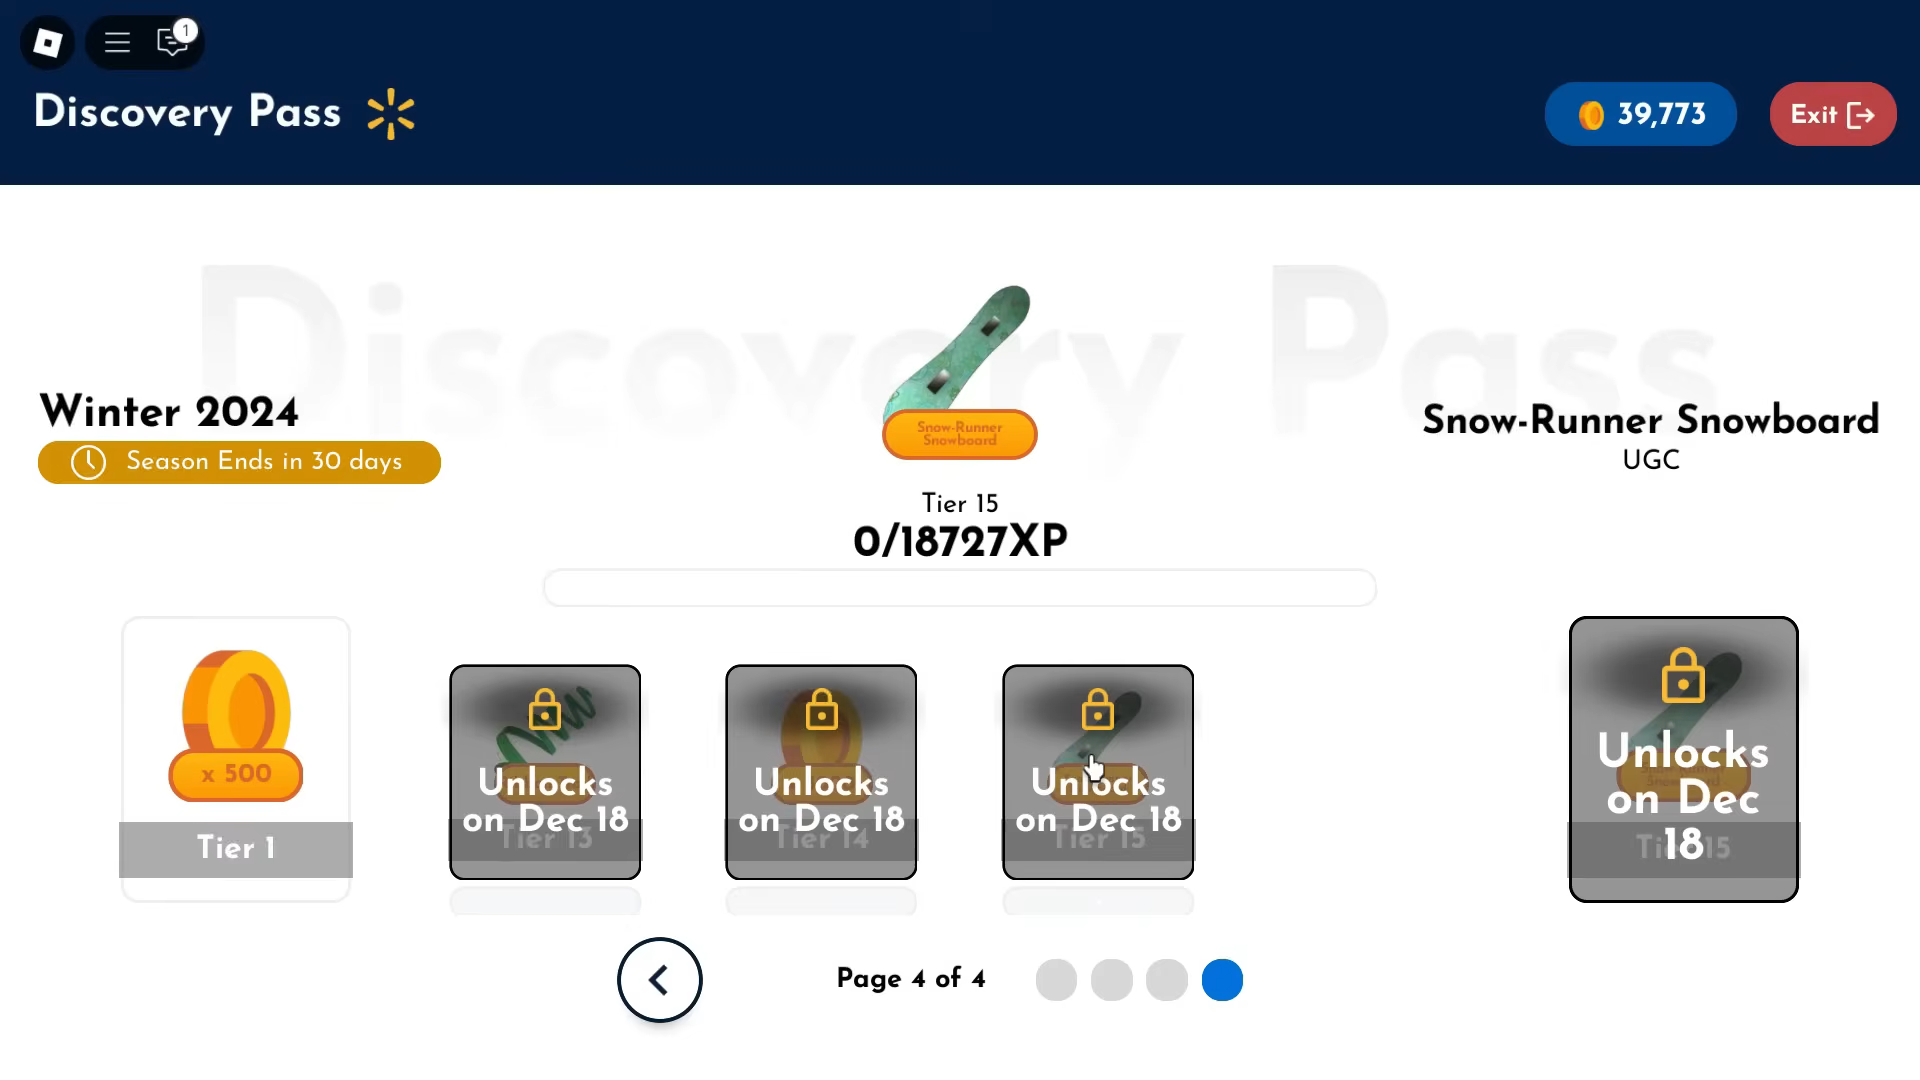 1
Discovery Pass
39,773
Exit
Discovery Pass
Winter 2024
Season Ends in 30 days
Snow-Runner
Snowboard
Snow-Runner Snowboard
UGC
Tier 15
0/18727XP
x 500
Tier 1
Unlocks
on Dec 18
Tier 13
Unlocks
on Dec 18
Tier 14
Unlocks
on Dec 18
Tier 15
Unlocks
on Dec
18
Tier 15
Page 4 of 4